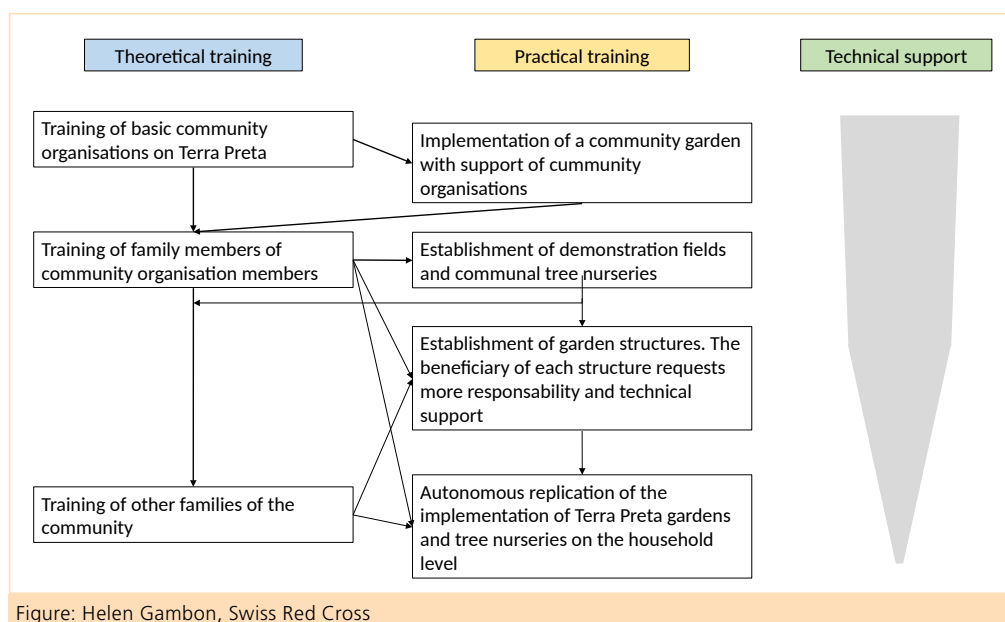 Theoretical training
Practical training
Technical support
Training of basic community
organisations on Terra Preta
Implementation of a community garden
with support of cummunity
organisations
Training of family members of
community organisation members
Establishment of demonstration fields
and communal tree nurseries
Establishment of garden structures. The
beneficiary of each structure requests
more responsability and technical
support
Training of other families of the
community
Autonomous replication of the
implementation of Terra Preta gardens
and tree nurseries on the household
level
Figure: Helen Gambon, Swiss Red Cross